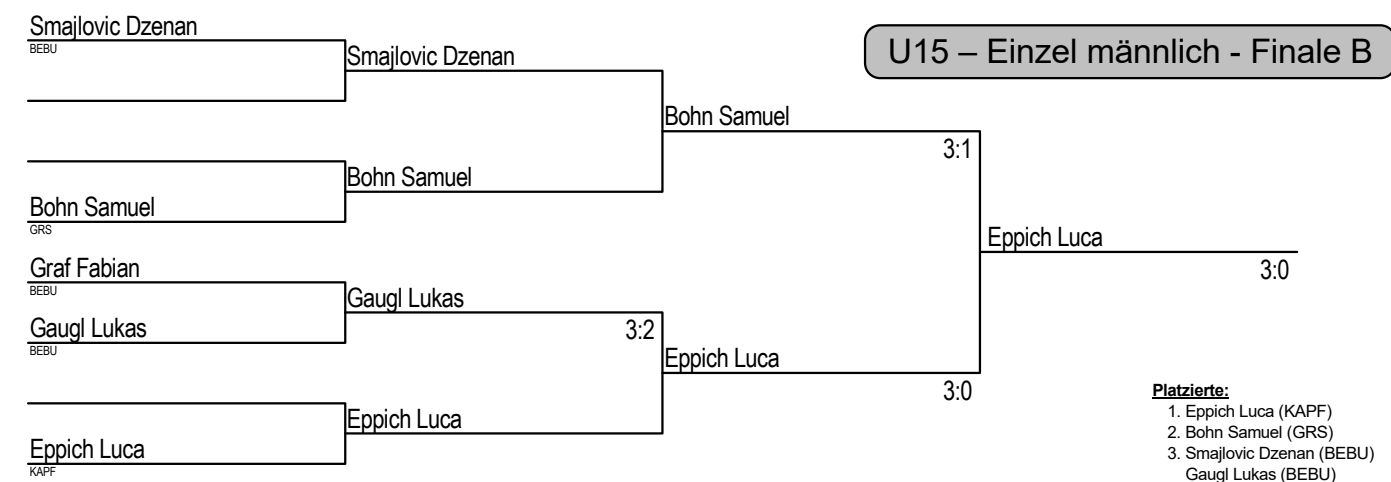 Smajlovic Dzenan
BEBU
Smajlovic Dzenan
U15 – Einzel männlich - Finale B
Bohn Samuel
3:1
Bohn Samuel
Bohn Samuel
GRS
Eppich Luca
3:0
Graf Fabian
BEBU
Gaugl Lukas
3:2
Gaugl Lukas
BEBU
Eppich Luca
3:0
Eppich Luca
Eppich Luca
KAPF
Platzierte:
1. Eppich Luca (KAPF)
2. Bohn Samuel (GRS)
3. Smajlovic Dzenan (BEBU)
Gaugl Lukas (BEBU)